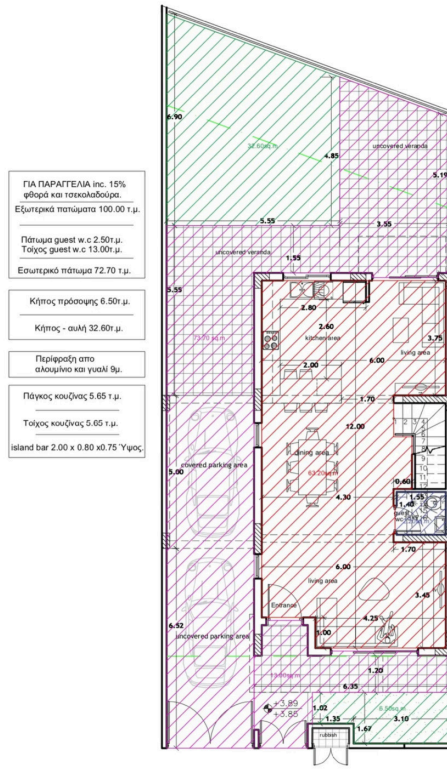 ΓΙΑ ΠΑΡΑΓΓΕΛΙΑ inc. 15%
φθορά και τσεκολαδούρα.
Εξωτερικά πατώματα 100.00 τ.μ.
Πάτωμα guest w.c 2.50τ.μ.
Τοίχος guest w.c 13.00τ.μ.
Εσωτερικό πάτωμα 72.70 τ.μ.
Κήπος πρόσοψης 6.50τ.μ.
Κήπος - αυλή 32.60τ.μ.
Περίφραξη απο
αλουμίνιο και γυαλί 9μ.
Πάγκος κουζίνας 5.65 τ.μ.
Τοίχος κουζίνας 5.65 τ.μ.
island bar 2.00 x 0.80 x0.75 Ύψος.
6.90
32.60sq.m
4.85
uncovered veranda
5.19
5.55
3.55
uncovered veranda
1.55
5.55
2.80
2.60
3.75
73.70 sq.m
kitchen area
living area
6.00
2.00
1.70
12.00
covered parking area
dining area
63.20sq.m
5.00
0.60
4.30
1.55
1.40
1.70
6.00
living area
3.45
Entrance
6.52
uncovered parking area
4.25
1.00
1.20
13.00sq.m
6.35
+3.89
+3.85
1.02
6.50sq.m
1.35
3.10
1.67
rubbish